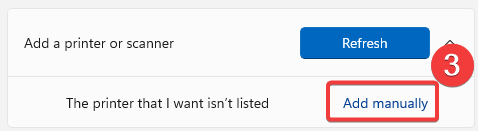 Add a printer or scanner Refresh
3
The printer that I want isn't listed Add manually